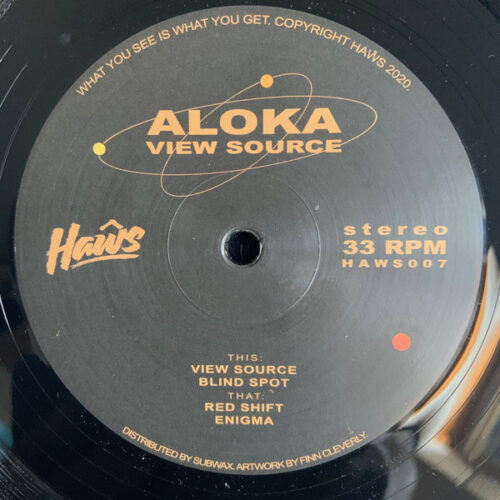 WHAT YOU SEE IS WHAT YOU GET. COPYRIGHT HAWS 2020.
ALOKA
VIEW SOURCE
Haŵs
stereo
33 RPM
HAWS007
THIS:
VIEW SOURCE
BLIND SPOT
THAT:
RED SHIFT
ENIGMA
DISTRIBUTED BY SUBWAX. ARTWORK BY FINN CLEVERLY.